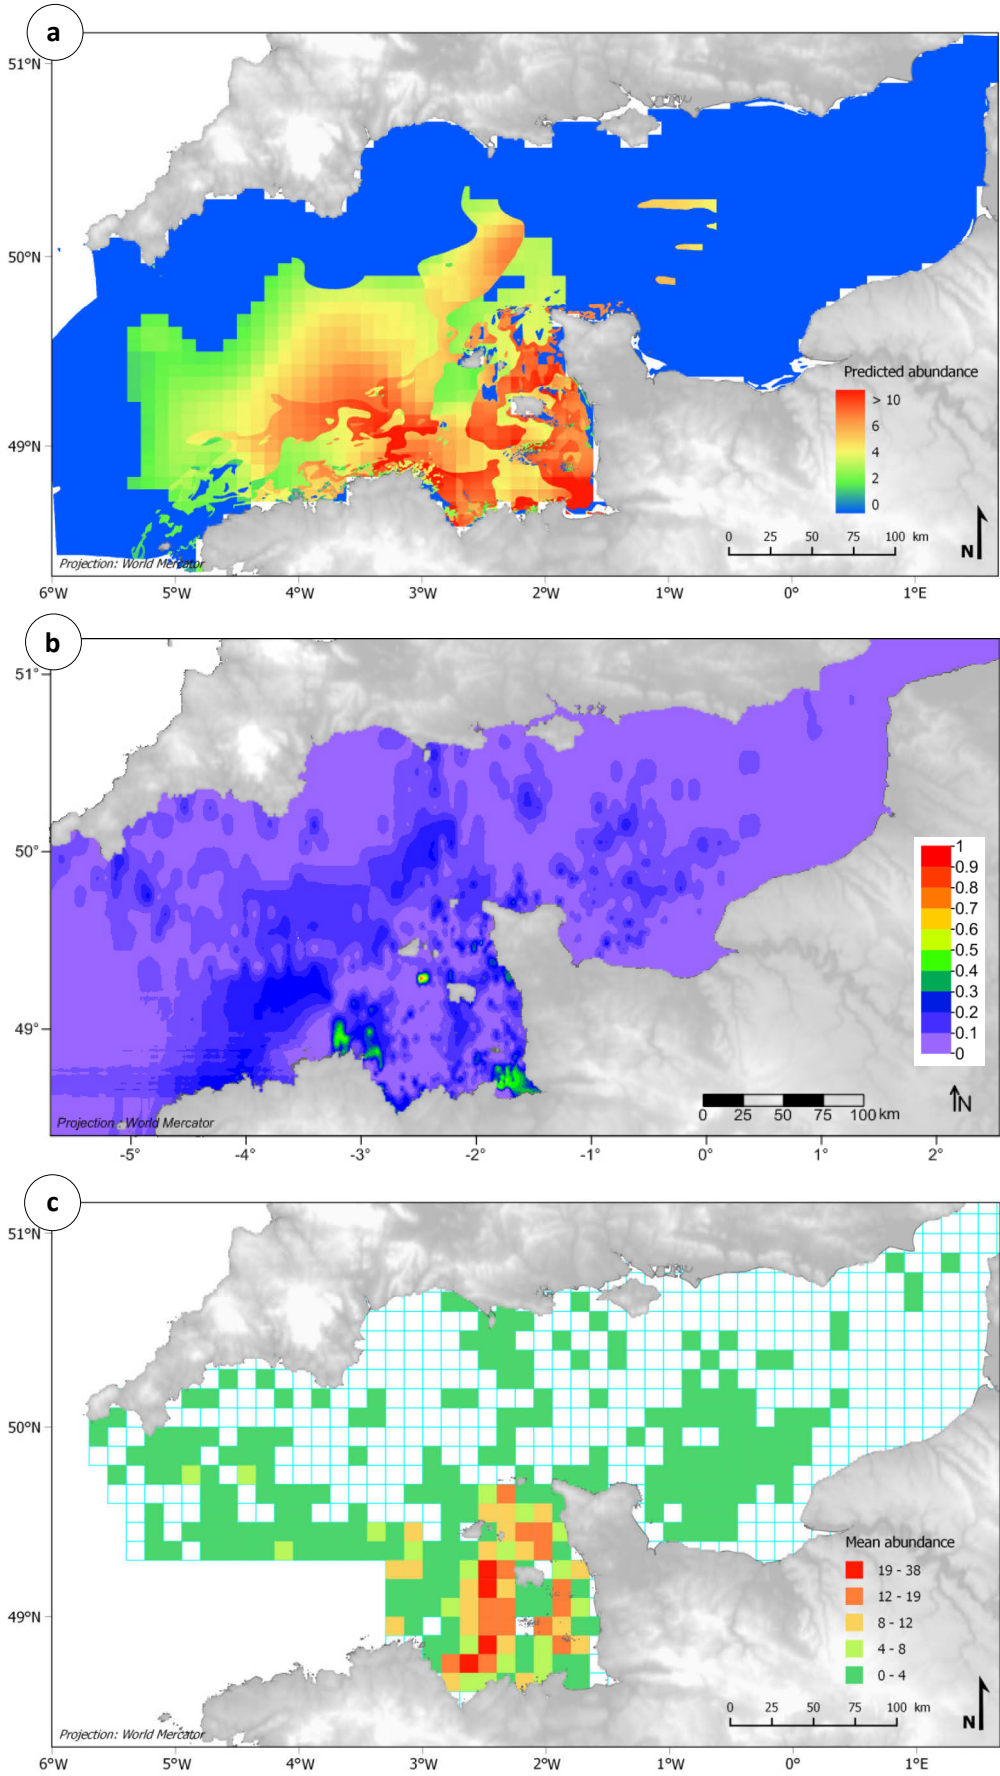 a
51°N
50°N
49°N
Predicted abundance
> 10
6
4
2
0
0 25 50 75 100 km
N
Projection: World Mercator
6°W 5°W 4°W 3°W 2°W 1°W 0° 1°E
b
51°
50°
49°
1
0.9
0.8
0.7
0.6
0.5
0.4
0.3
0.2
0.1
0
0 25 50 75 100 km
N
Projection : World Mercator
-5° -4° -3° -2° -1° 0° 1° 2°
c
51°N
50°N
49°N
Mean abundance
19 - 38
12 - 19
8 - 12
4 - 8
0 - 4
0 25 50 75 100 km
N
Projection: World Mercator
6°W 5°W 4°W 3°W 2°W 1°W 0° 1°E